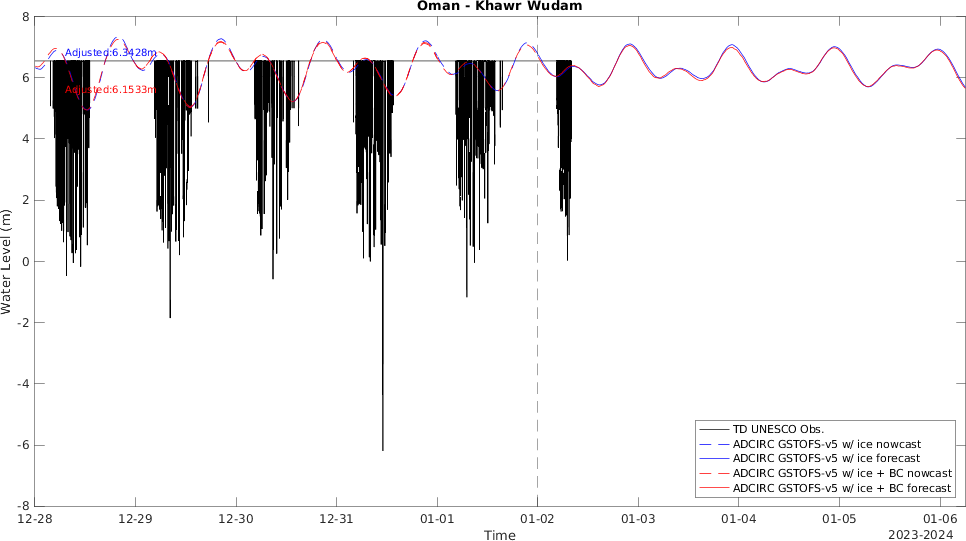 Oman - Khawr Wudam
Water Level (m)
8
6
4
2
0
-2
-4
-6
-8
Adjusted:6.3428m
Adjusted:6.1533m
TD UNESCO Obs.
ADCIRC GSTOFS-v5 w/ ice nowcast
ADCIRC GSTOFS-v5 w/ ice forecast
ADCIRC GSTOFS-v5 w/ ice + BC nowcast
ADCIRC GSTOFS-v5 w/ ice + BC forecast
12-28 12-29 12-30 12-31 01-01 01-02 01-03 01-04 01-05 01-06
Time
2023-2024